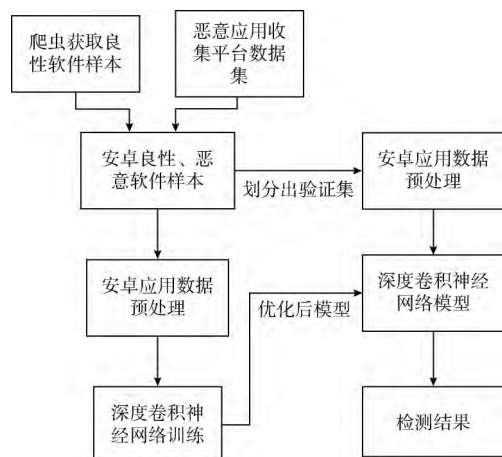 爬虫获取良
性软件样本
恶意应用收
集平台数据
集
安卓良性、恶
意软件样本
划分出验证集
安卓应用数据
预处理
安卓应用数据
预处理
优化后模型
深度卷积神经
网络模型
深度卷积神
经网络训练
检测结果